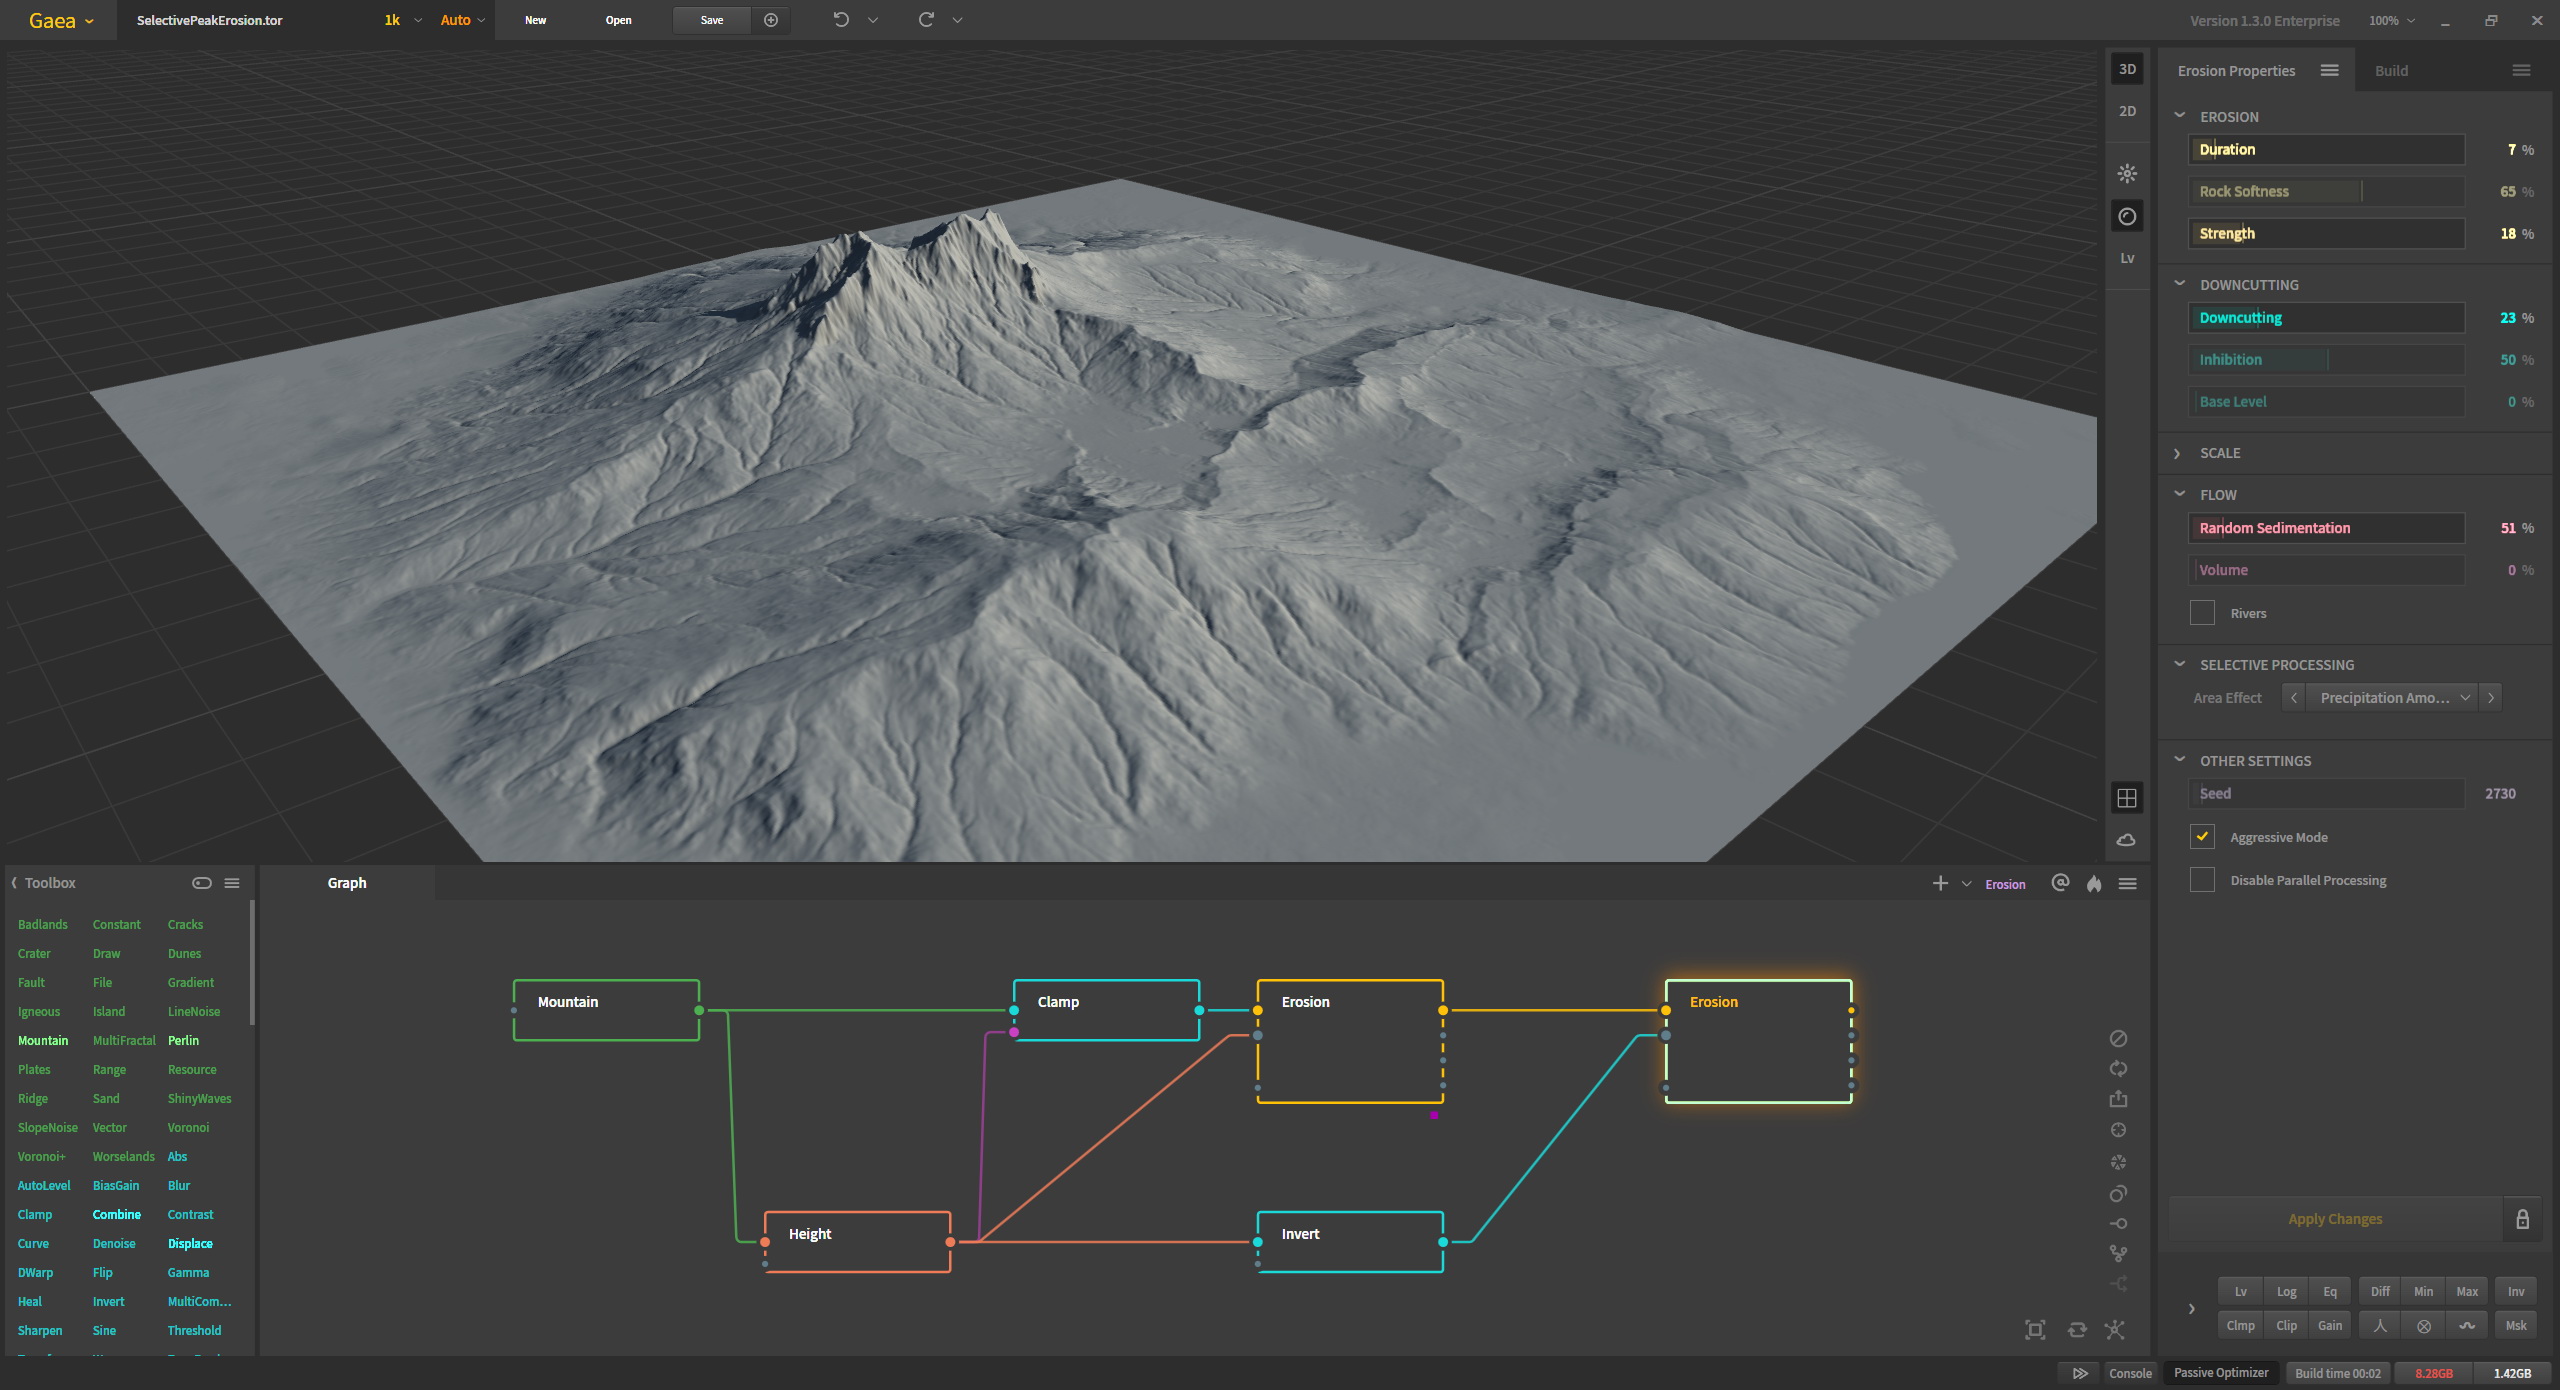 Gaea
SelectivePeakErosion.tor
1k
Auto
New
Open
Save
Version 1.3.0 Enterprise
100%
3D
2D
Lv
Erosion Properties
Build
EROSION
Duration 7 %
Rock Softness 65 %
Strength 18 %
DOWNCUTTING
Downcutting 23 %
Inhibition 50 %
Base Level 0 %
SCALE
FLOW
Random Sedimentation 51 %
Volume 0 %
Rivers
SELECTIVE PROCESSING
Area Effect Precipitation Amo...
OTHER SETTINGS
Seed 2730
Aggressive Mode
Disable Parallel Processing
Toolbox
Badlands Constant Cracks
Crater Draw Dunes
Fault File Gradient
Igneous Island LineNoise
Mountain MultiFractal Perlin
Plates Range Resource
Ridge Sand ShinyWaves
SlopeNoise Vector Voronoi
Voronoi+ Worselands Abs
AutoLevel BiasGain Blur
Clamp Combine Contrast
Curve Denoise Displace
DWarp Flip Gamma
Heal Invert MultiCom...
Sharpen Sine Threshold
Graph
Erosion
Mountain
Clamp
Erosion
Erosion
Height
Invert
Apply Changes
Lv Log Eq Diff Min Max Inv
Clmp Clip Gain Msk
Console
Passive Optimizer
Build time 00:02
8.28GB
1.42GB